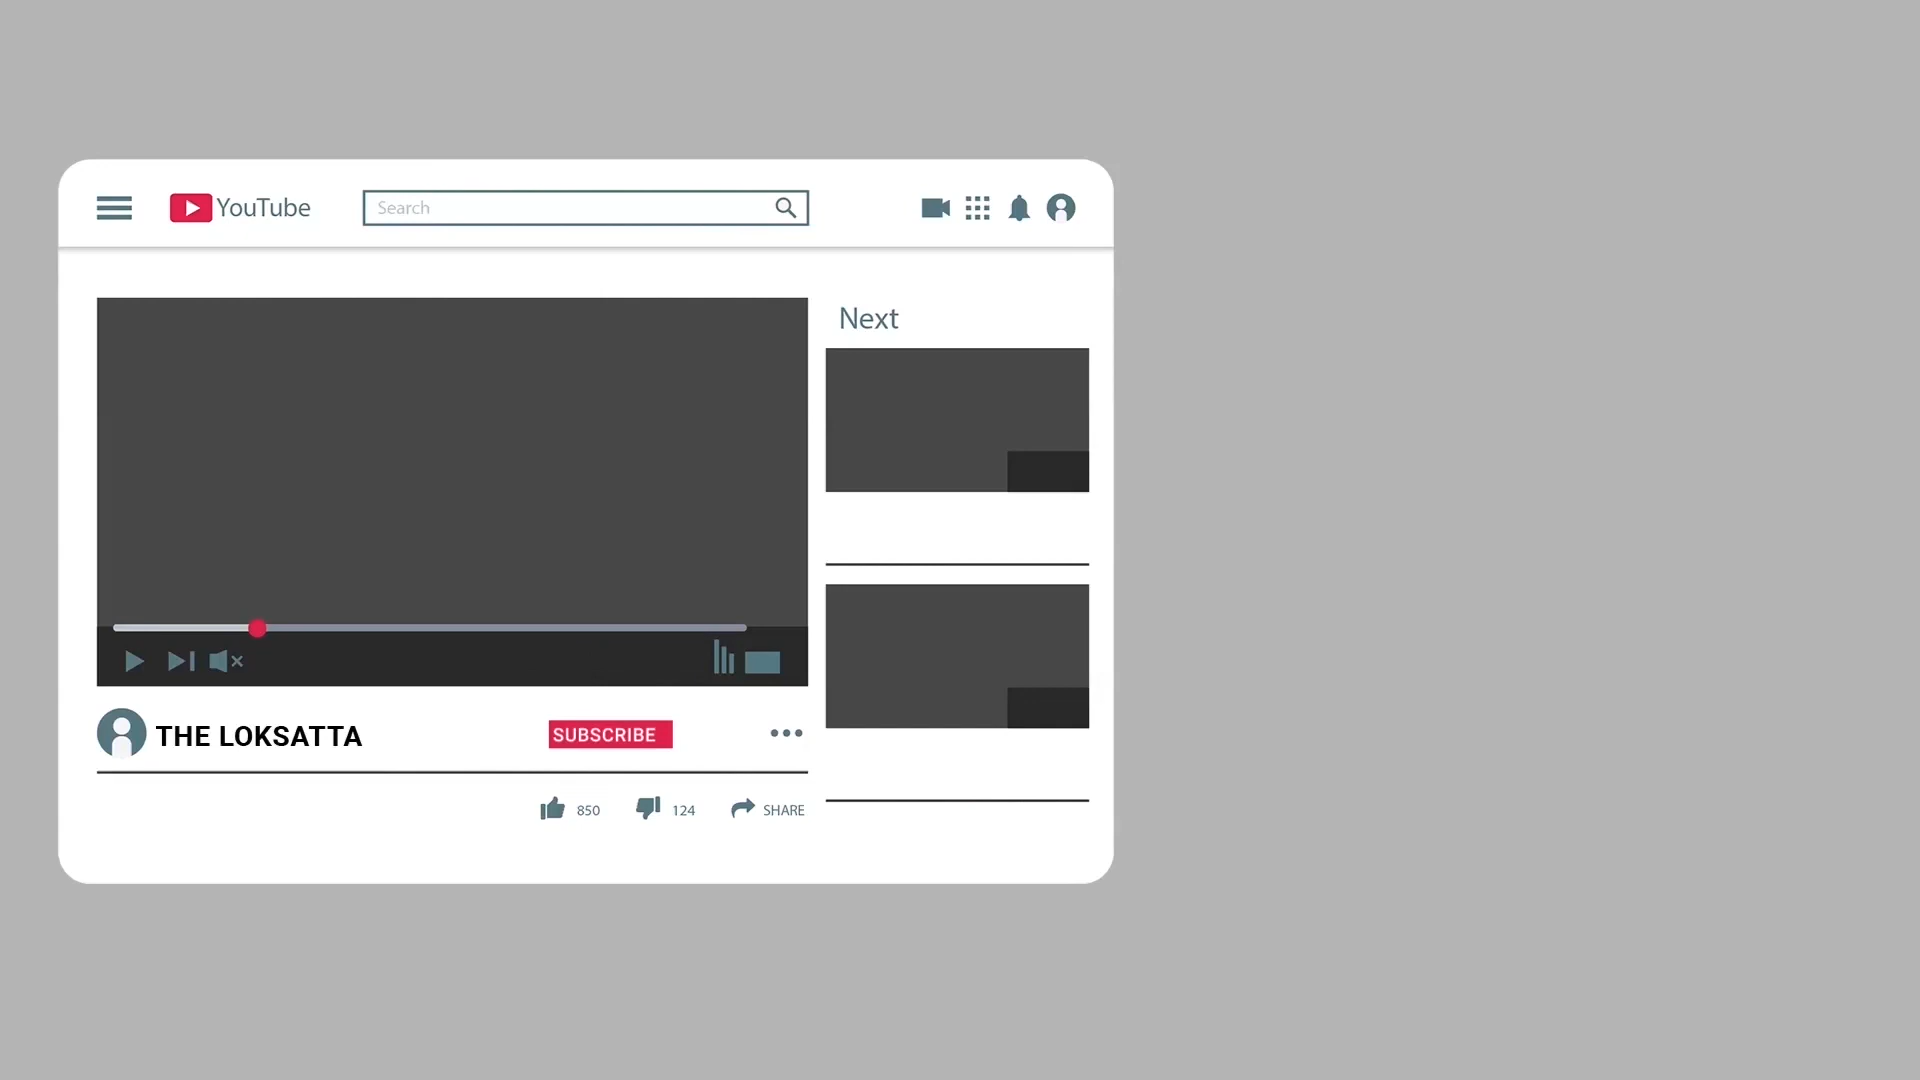 YouTube
Search
Next
THE LOKSATTA
SUBSCRIBE
850
124
SHARE